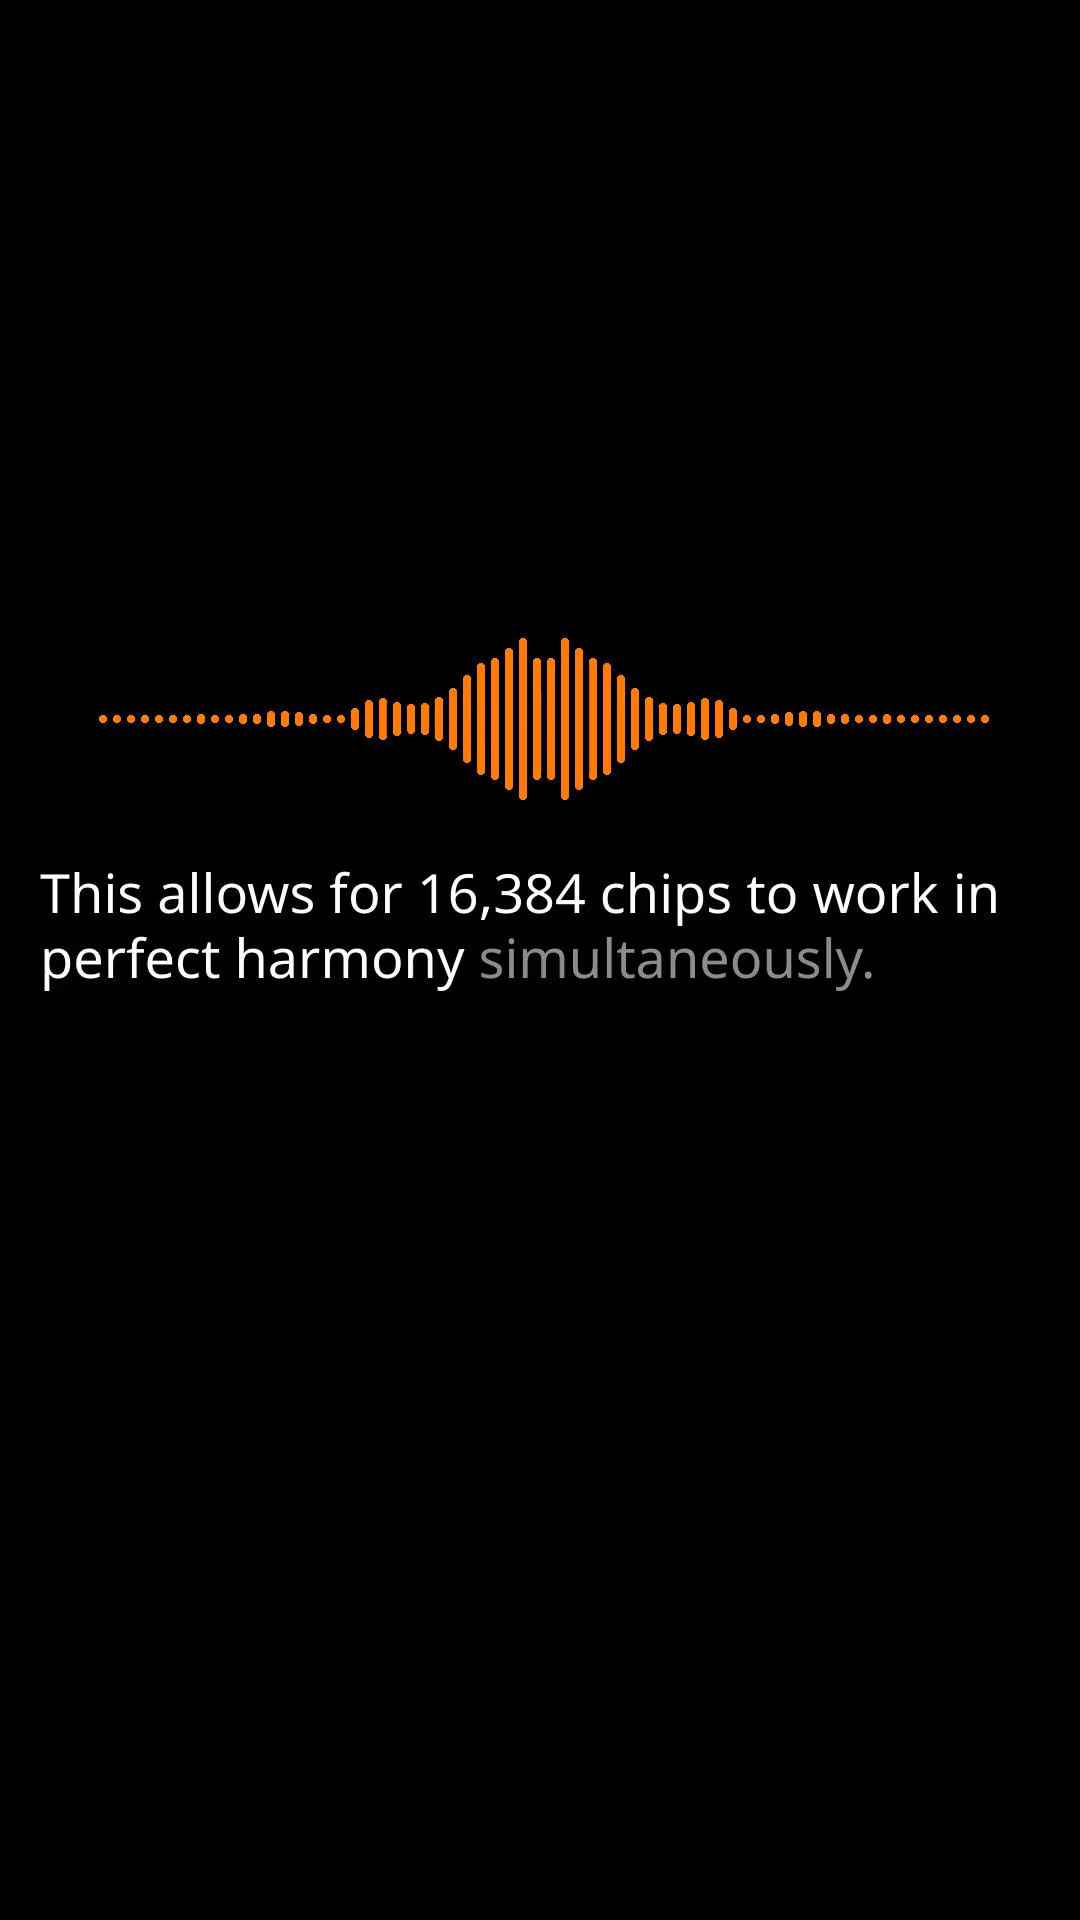 This allows for 16,384 chips to work in
perfect harmony simultaneously.